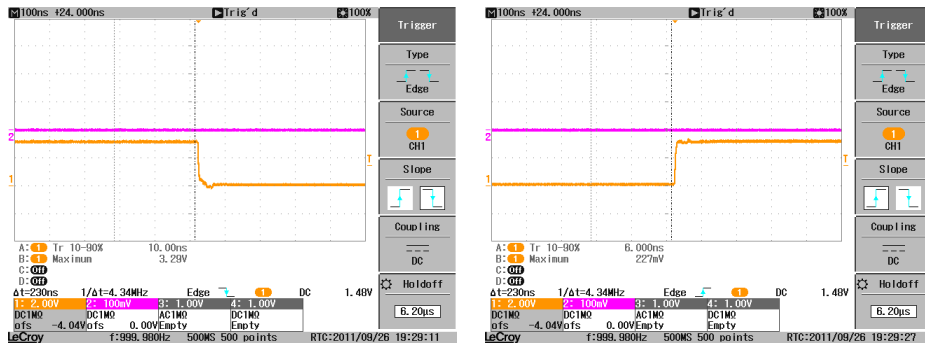 M100ns +24.000ns Trig´d 100%
Trigger
Type
Edge
Source
1
CH1
Slope
Coupling
DC
Holdoff
6.20µs
2
T
1
A: 1 Tr 10-90% 10.00ns
B: 1 Maximum 3.29V
C: Off
D: Off
Δt=230ns 1/Δt=4.34MHz Edge 1 DC 1.48V
1: 2.00V 2: 100mV 3: 1.00V 4: 1.00V
DC1MΩ DC1MΩ AC1MΩ DC1MΩ
ofs -4.04V ofs 0.00V Empty Empty
LeCroy f:999.980Hz 500MS 500 points RTC:2011/09/26 19:29:11
M100ns +24.000ns Trig´d 100%
Trigger
Type
Edge
Source
1
CH1
Slope
Coupling
DC
Holdoff
6.20µs
2
T
1
A: 1 Tr 10-90% 6.000ns
B: 1 Maximum 227mV
C: Off
D: Off
Δt=230ns 1/Δt=4.34MHz Edge 1 DC 1.48V
1: 2.00V 2: 100mV 3: 1.00V 4: 1.00V
DC1MΩ DC1MΩ AC1MΩ DC1MΩ
ofs -4.04V ofs 0.00V Empty Empty
LeCroy f:999.980Hz 500MS 500 points RTC:2011/09/26 19:29:27